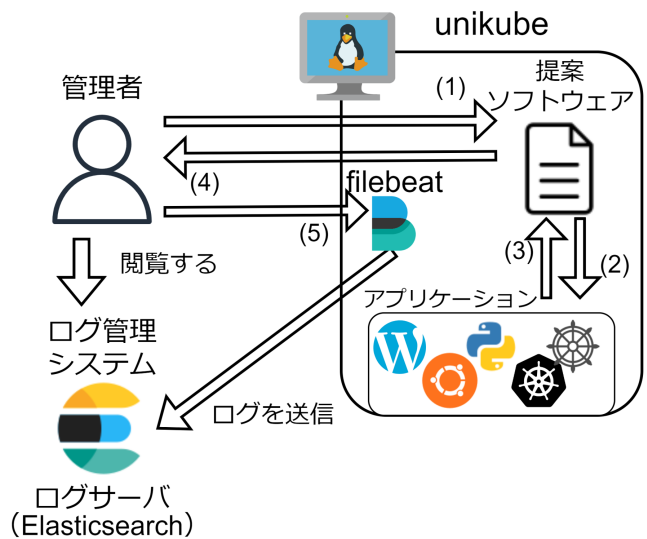 unikube
管理者
(1)
提案
ソフトウェア
(4)
filebeat
(5)
(3)
(2)
閲覧する
アプリケーション
ログ管理
システム
ログを送信
ログサーバ
（Elasticsearch）